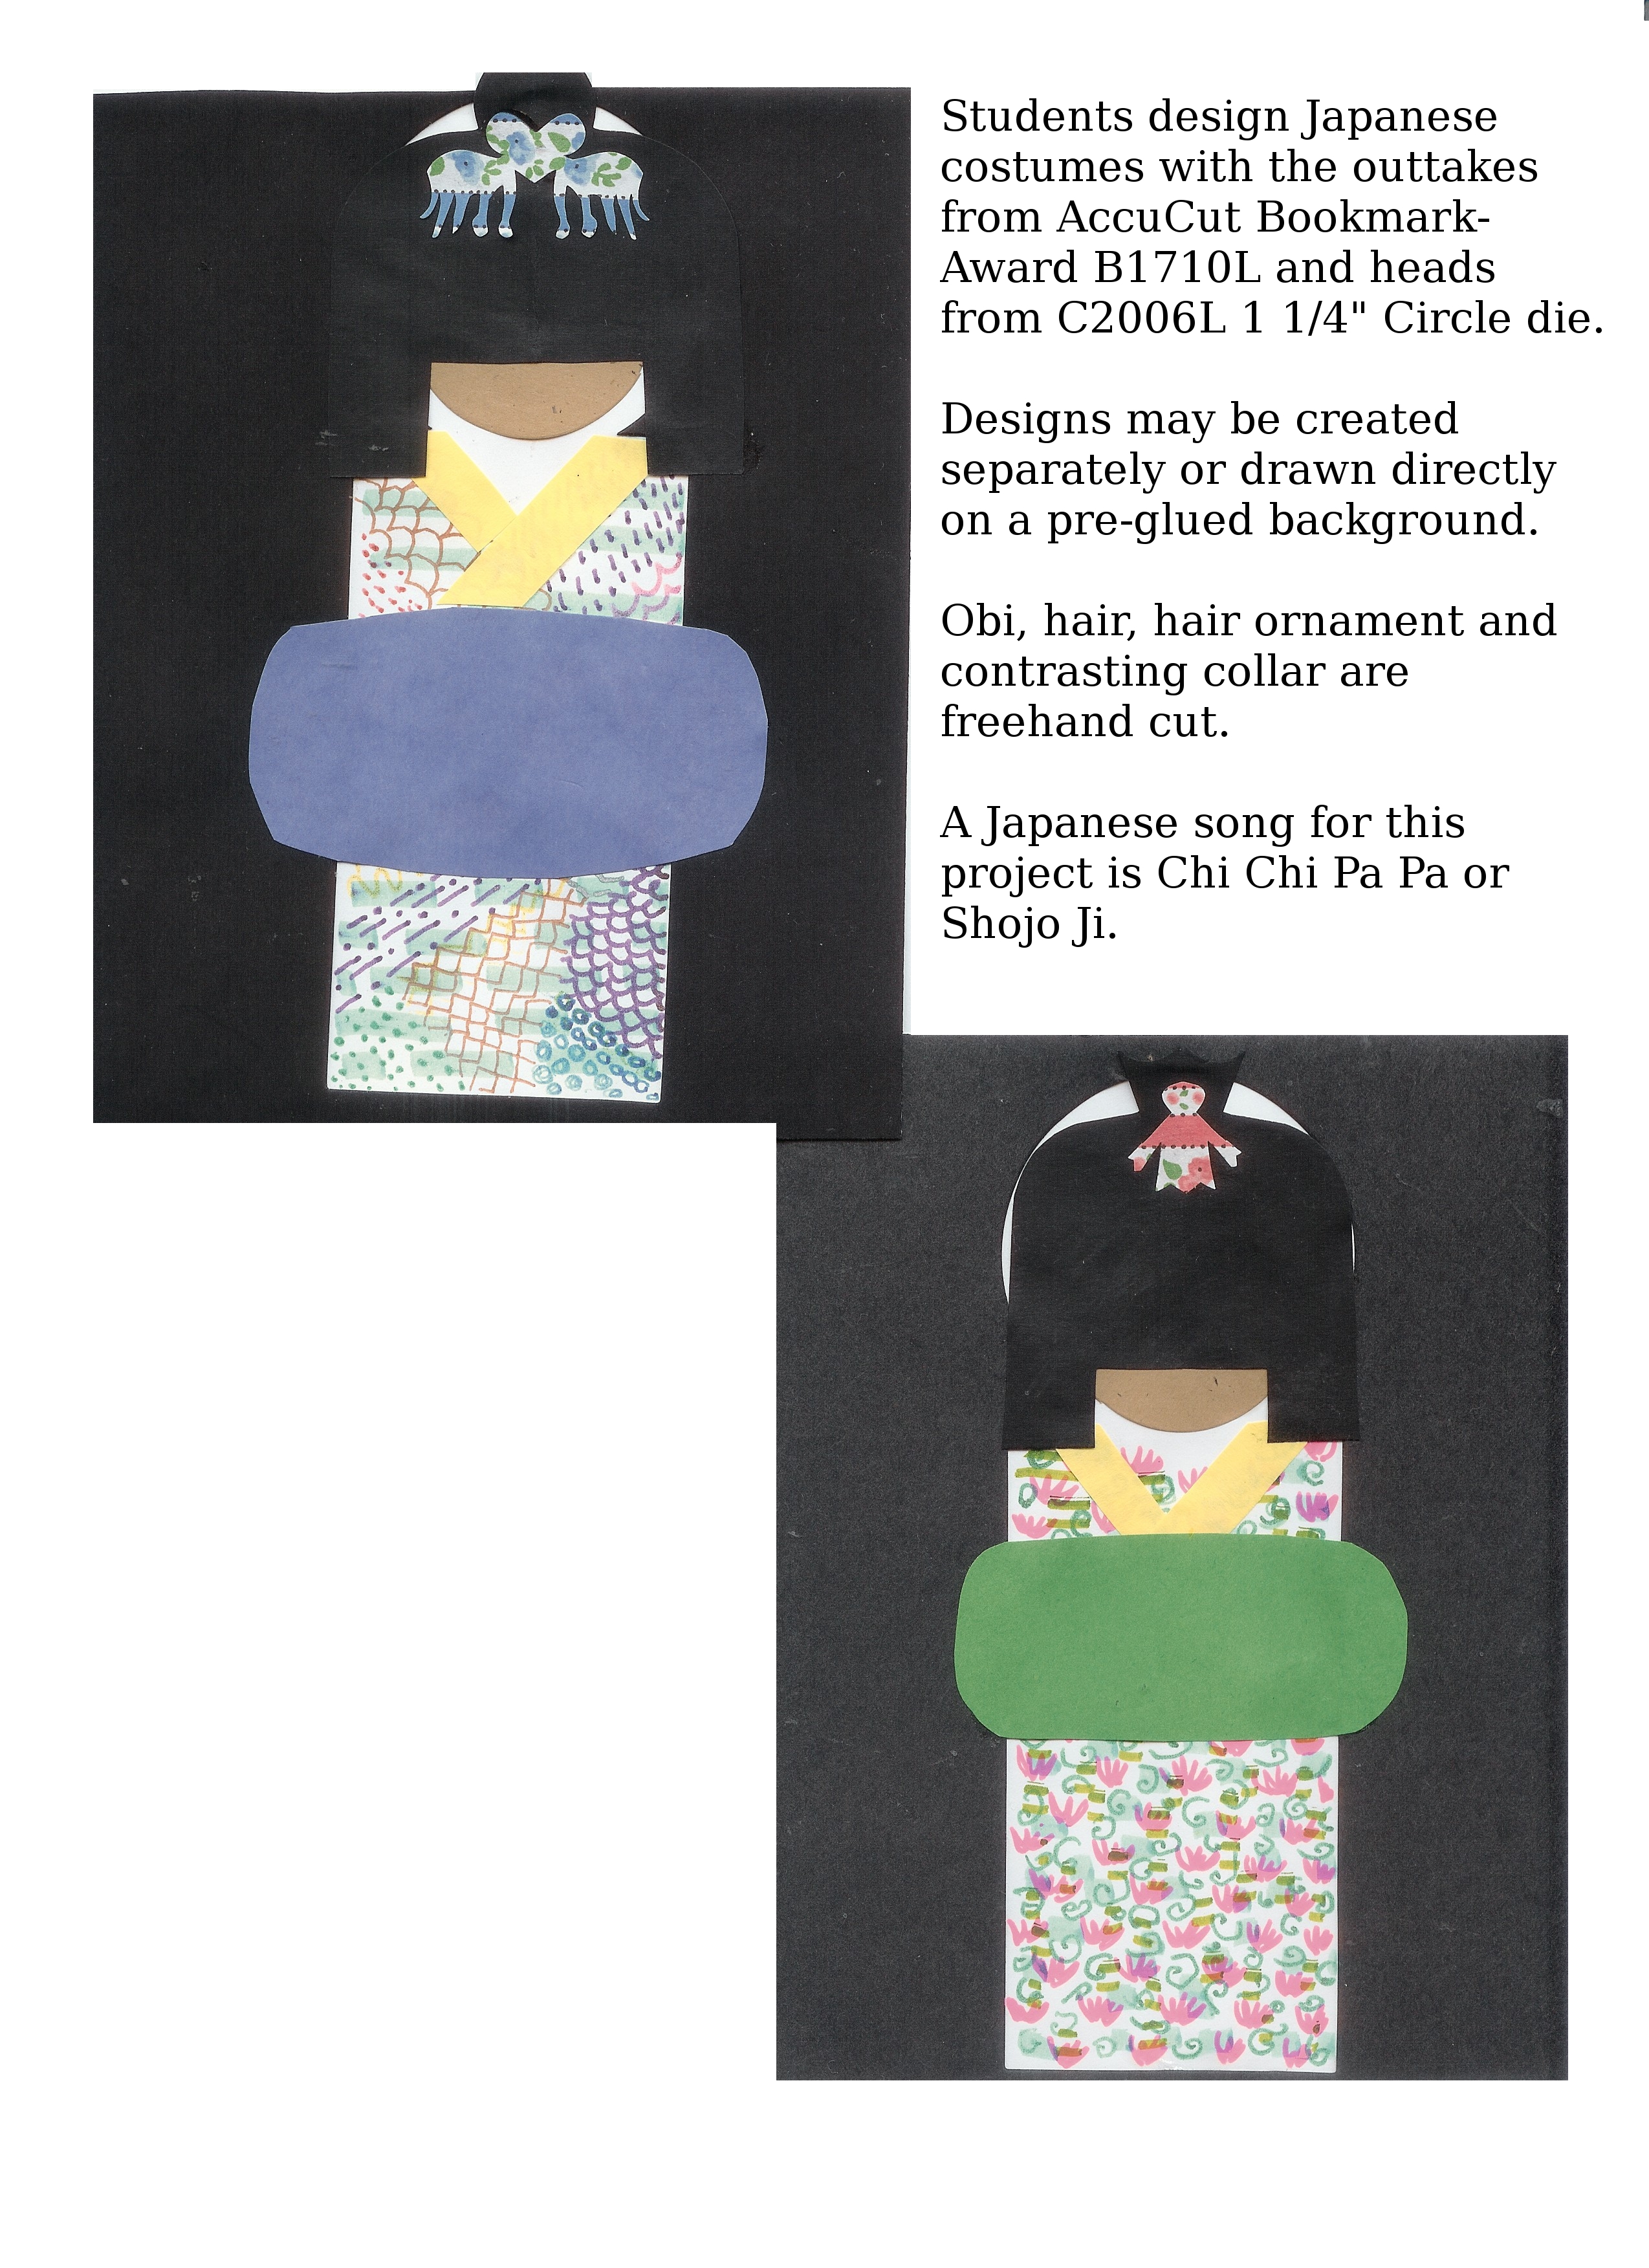 Students design Japanese
costumes with the outtakes
from AccuCut Bookmark-
Award B1710L and heads
from C2006L 1 1/4" Circle die.
Designs may be created
separately or drawn directly
on a pre-glued background.
Obi, hair, hair ornament and
contrasting collar are
freehand cut.
A Japanese song for this
project is Chi Chi Pa Pa or
Shojo Ji.